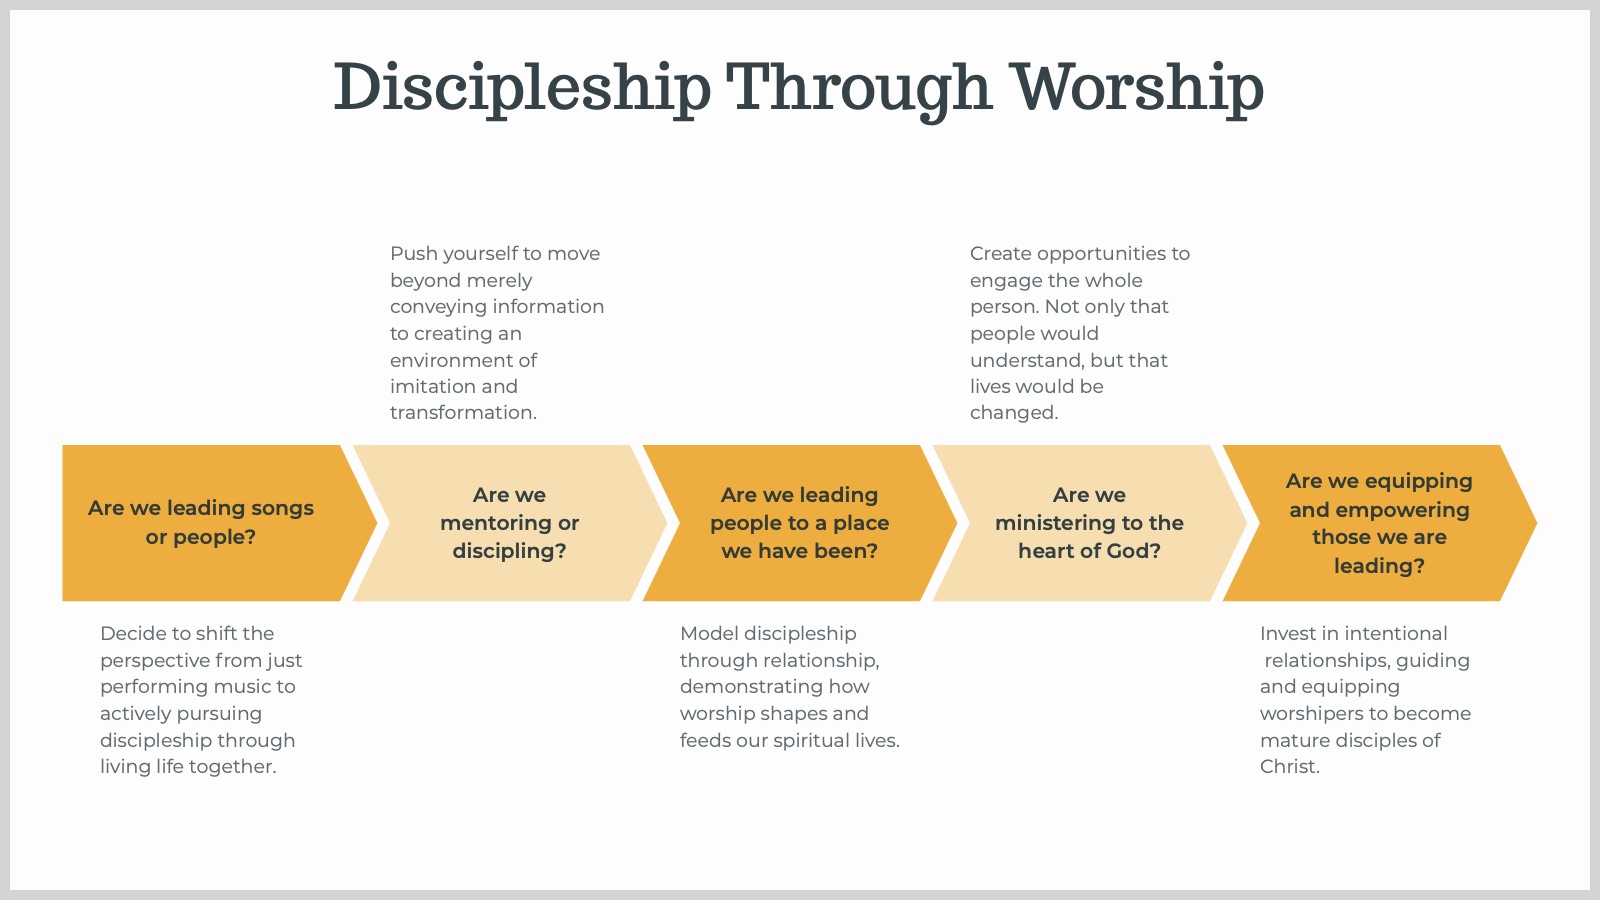 Discipleship Through Worship
Are we leading songs
or people?
Decide to shift the
perspective from just
performing music to
actively pursuing
discipleship through
living life together.
Push yourself to move
beyond merely
conveying information
to creating an
environment of
imitation and
transformation.
Are we
mentoring or
discipling?
Are we leading
people to a place
we have been?
Model discipleship
through relationship,
demonstrating how
worship shapes and
feeds our spiritual lives.
Create opportunities to
engage the whole
person. Not only that
people would
understand, but that
lives would be
changed.
Are we
ministering to the
heart of God?
Are we equipping
and empowering
those we are
leading?
Invest in intentional
relationships, guiding
and equipping
worshipers to become
mature disciples of
Christ.